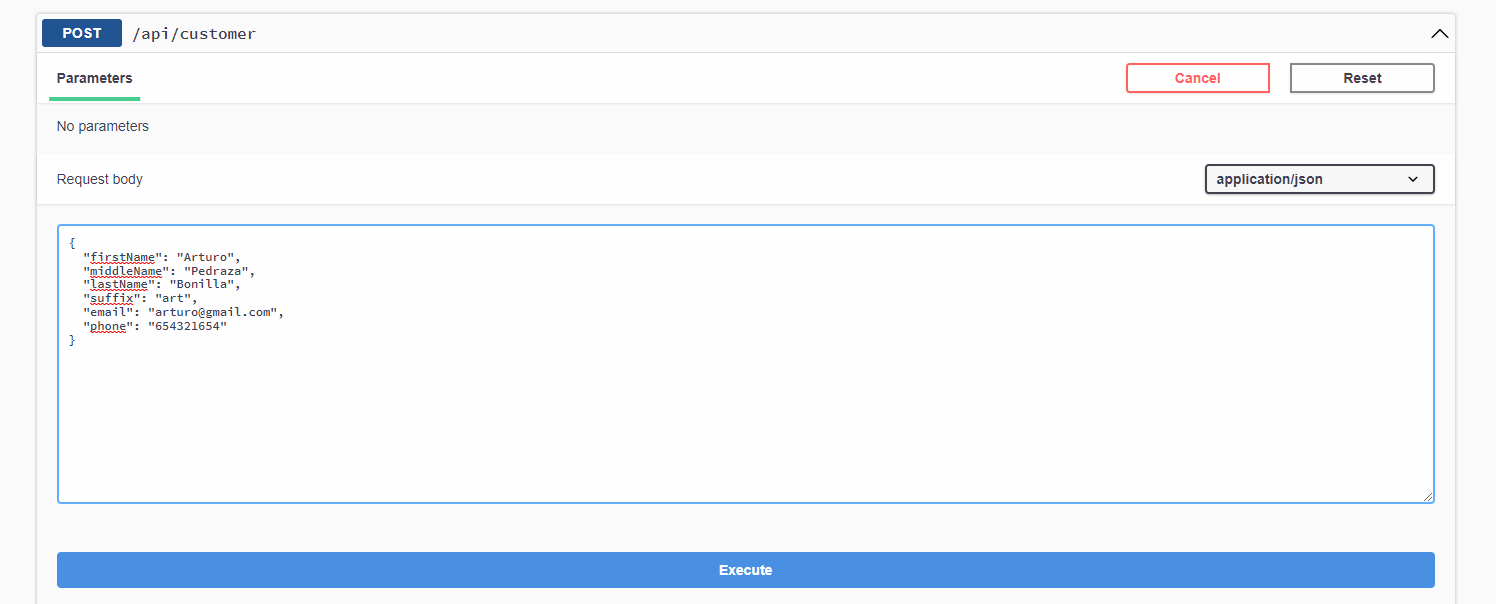 POST /api/customer
Parameters
Cancel
Reset
No parameters
Request body
application/json
{
  "firstName": "Arturo",
  "middleName": "Pedraza",
  "lastName": "Bonilla",
  "suffix": "art",
  "email": "arturo@gmail.com",
  "phone": "654321654"
}
Execute